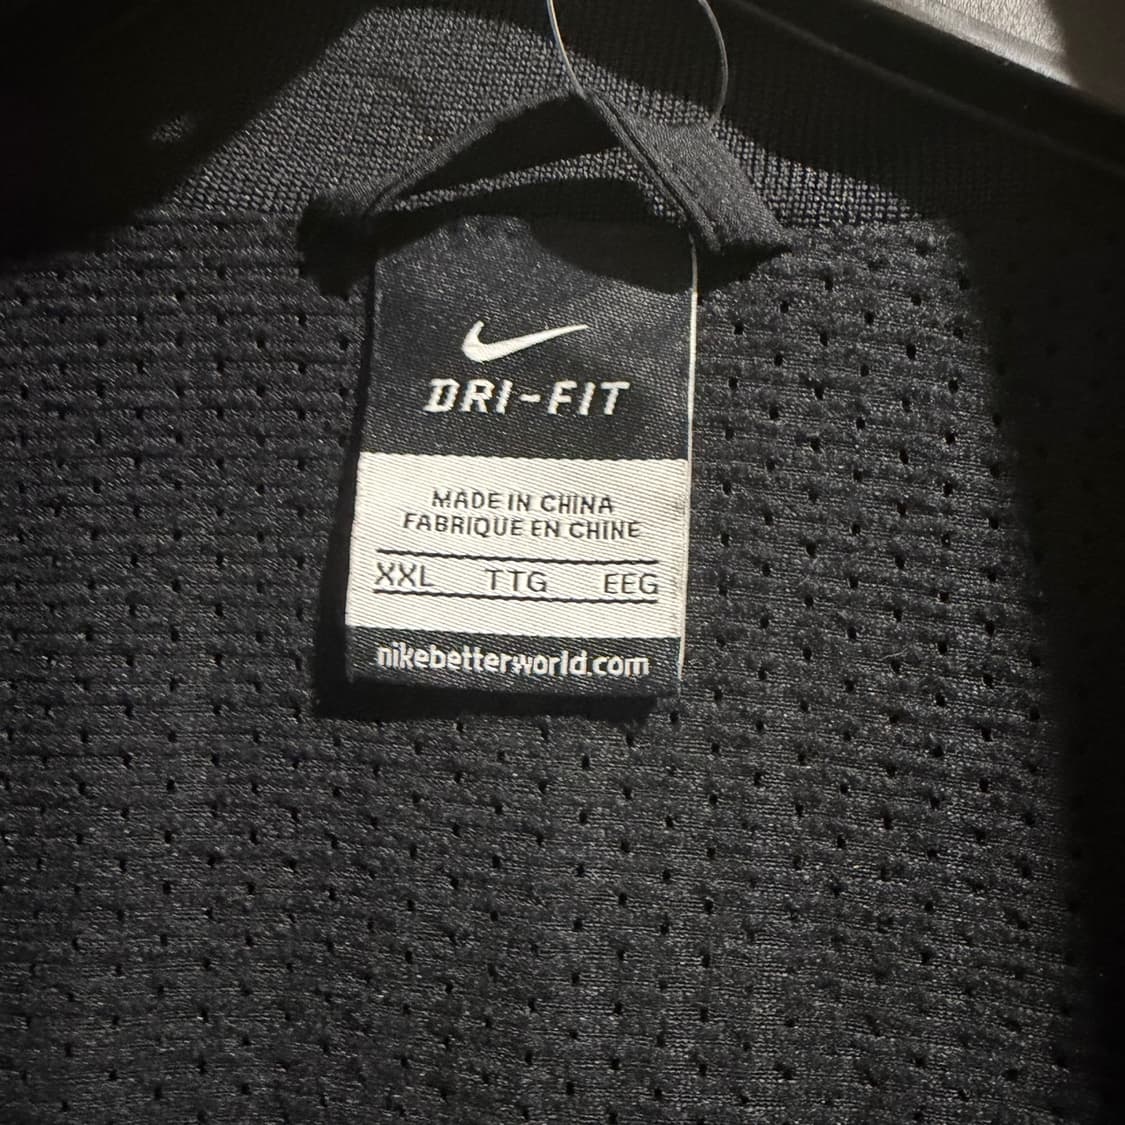 DRI-FIT
MADE IN CHINA
FABRIQUE EN CHINE
XXL TTG EEG
nikebetterworld.com